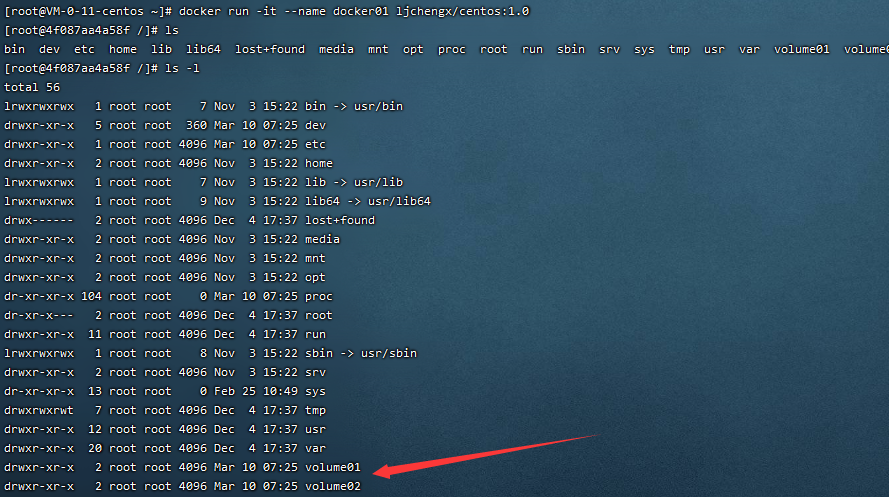 [root@VM-0-11-centos ~]# docker run -it --name docker01 ljchengx/centos:1.0
[root@4f087aa4a58f /]# ls
bin  dev  etc  home  lib  lib64  lost+found  media  mnt  opt  proc  root  run  sbin  srv  sys  tmp  usr  var  volume01  volume
[root@4f087aa4a58f /]# ls -l
total 56
lrwxrwxrwx   1 root root    7 Nov  3 15:22 bin -> usr/bin
drwxr-xr-x   5 root root  360 Mar 10 07:25 dev
drwxr-xr-x   1 root root 4096 Mar 10 07:25 etc
drwxr-xr-x   2 root root 4096 Nov  3 15:22 home
lrwxrwxrwx   1 root root    7 Nov  3 15:22 lib -> usr/lib
lrwxrwxrwx   1 root root    9 Nov  3 15:22 lib64 -> usr/lib64
drwx------   2 root root 4096 Dec  4 17:37 lost+found
drwxr-xr-x   2 root root 4096 Nov  3 15:22 media
drwxr-xr-x   2 root root 4096 Nov  3 15:22 mnt
drwxr-xr-x   2 root root 4096 Nov  3 15:22 opt
dr-xr-xr-x 104 root root    0 Mar 10 07:25 proc
dr-xr-x---   2 root root 4096 Dec  4 17:37 root
drwxr-xr-x  11 root root 4096 Dec  4 17:37 run
lrwxrwxrwx   1 root root    8 Nov  3 15:22 sbin -> usr/sbin
drwxr-xr-x   2 root root 4096 Nov  3 15:22 srv
dr-xr-xr-x  13 root root    0 Feb 25 10:49 sys
drwxrwxrwt   7 root root 4096 Dec  4 17:37 tmp
drwxr-xr-x  12 root root 4096 Dec  4 17:37 usr
drwxr-xr-x  20 root root 4096 Dec  4 17:37 var
drwxr-xr-x   2 root root 4096 Mar 10 07:25 volume01
drwxr-xr-x   2 root root 4096 Mar 10 07:25 volume02